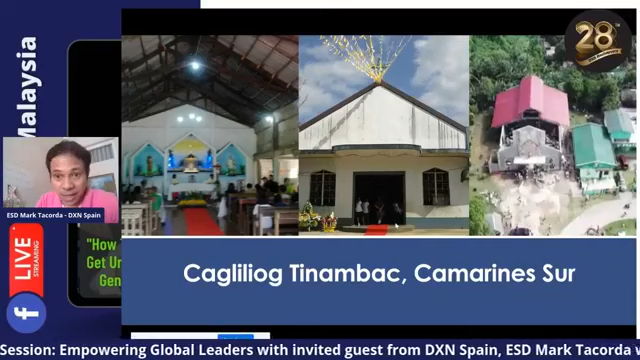 Malaysia
28
Cagliliog Tinambac, Camarines Sur
ESD Mark Tacorda - DXN Spain
LIVE
STREAMING
f
"How
Get Un
Gen
Session: Empowering Global Leaders with invited guest from DXN Spain, ESD Mark Tacorda